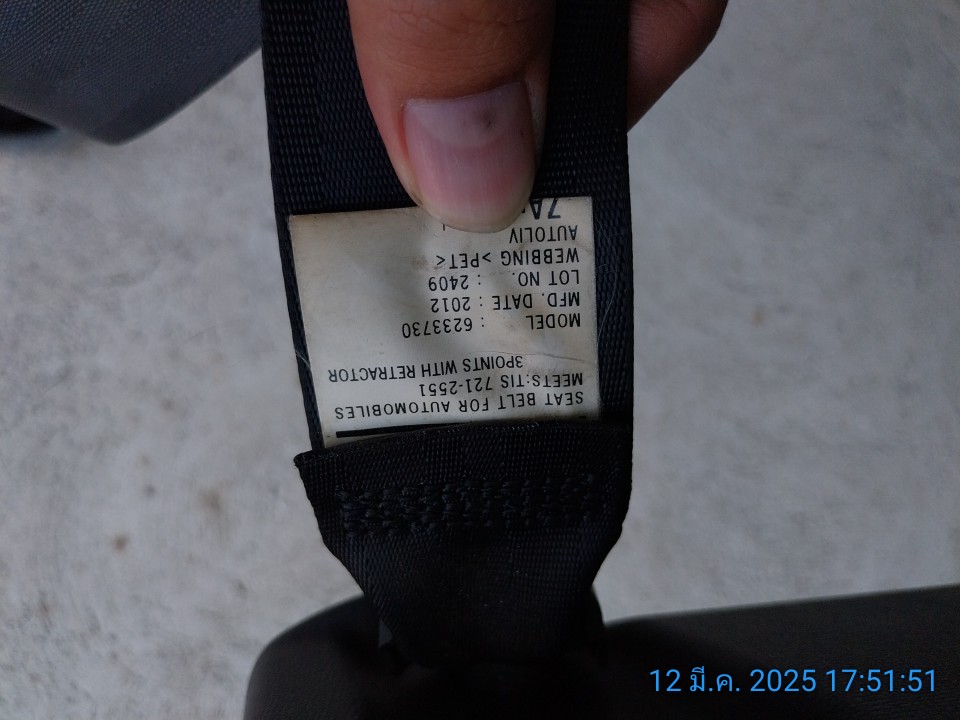 SEAT BELT FOR AUTOMOBILES
MEETS:TIS 721-2551
3POINTS WITH RETRACTOR
MODEL : 6233730
MFD. DATE : 2012
LOT NO. : 2409
WEBBING >PET<
AUTOLIV
12 มี.ค. 2025 17:51:51